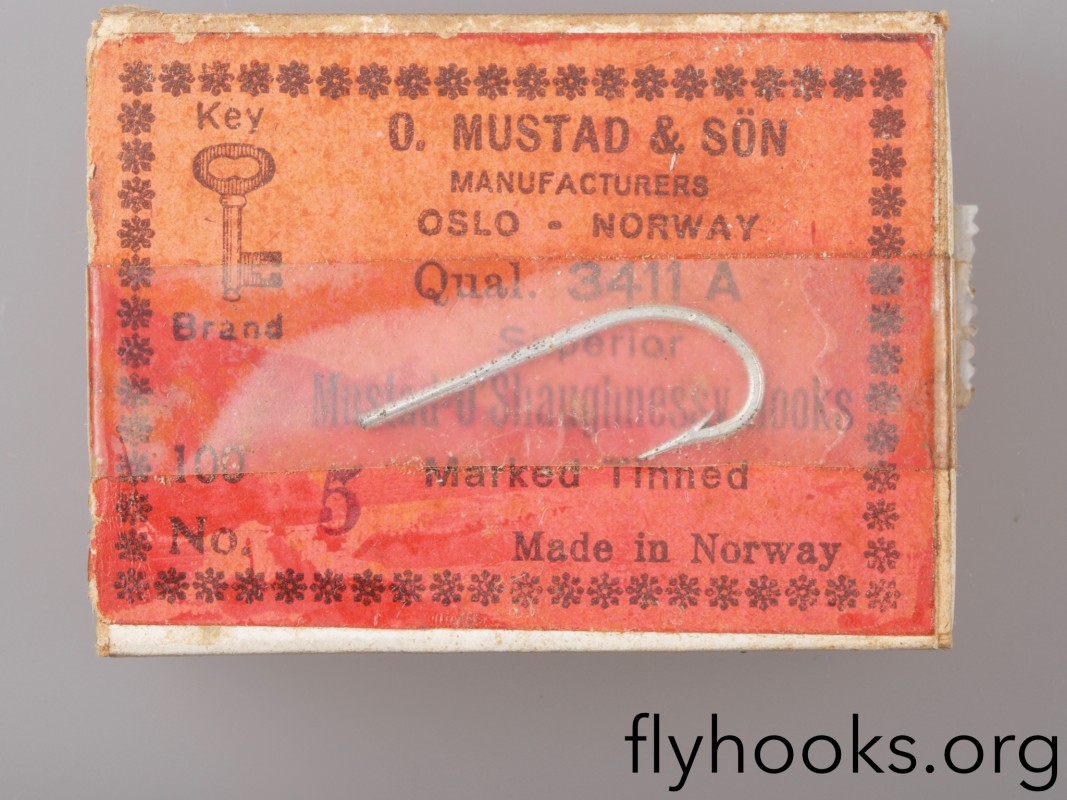 Key
Brand
O. MUSTAD & SÖN
MANUFACTURERS
OSLO - NORWAY
Qual. 3411 A
Superior
Mustad-O'Shaughnessy Hooks
Marked Tinned
100
No. 5
Made in Norway
flyhooks.org